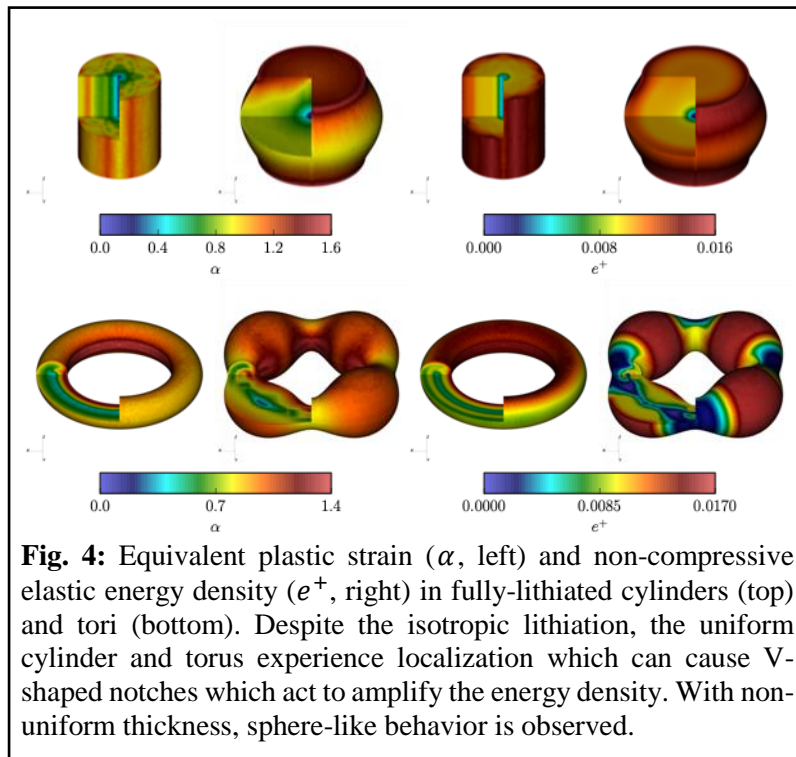 0.0 0.4 0.8 1.2 1.6
α
0.000 0.008 0.016
e⁺
0.0 0.7 1.4
α
0.0000 0.0085 0.0170
e⁺
Fig. 4: Equivalent plastic strain (α, left) and non-compressive
elastic energy density (e⁺, right) in fully-lithiated cylinders (top)
and tori (bottom). Despite the isotropic lithiation, the uniform
cylinder and torus experience localization which can cause V-
shaped notches which act to amplify the energy density. With non-
uniform thickness, sphere-like behavior is observed.